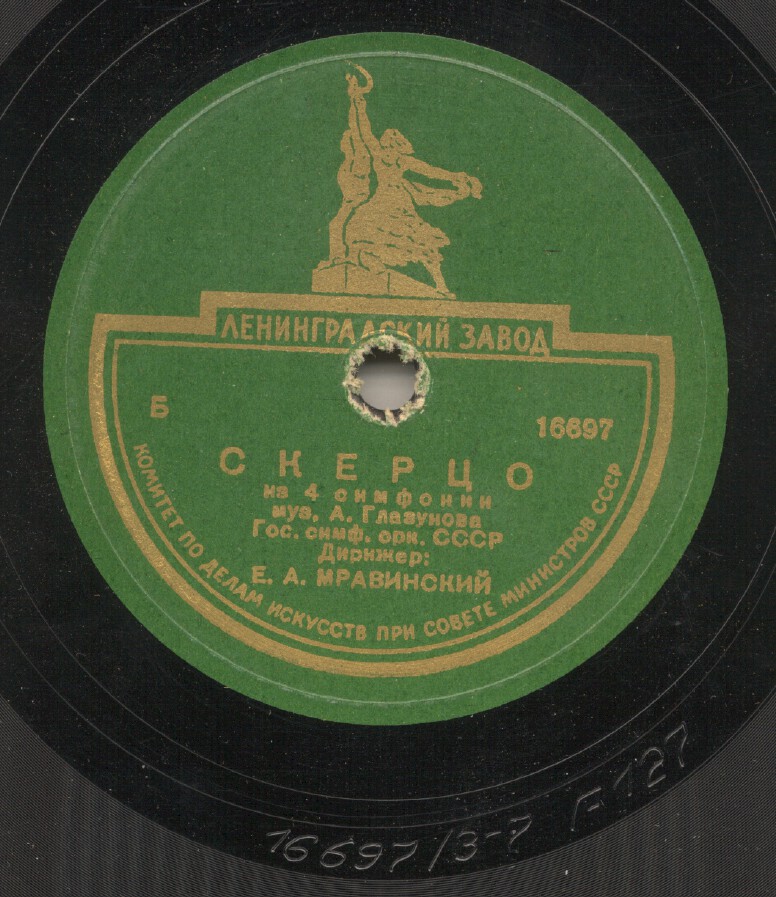 ЛЕНИНГРАДСКИЙ ЗАВОД
Б 16697
СКЕРЦО
из 4 симфонии
муз. А. Глазунова
Гос. симф. орк. СССР
Дирижер:
Е. А. МРАВИНСКИЙ
КОМИТЕТ ПО ДЕЛАМ ИСКУССТВ ПРИ СОВЕТЕ МИНИСТРОВ СССР
16697/3-7 F 127